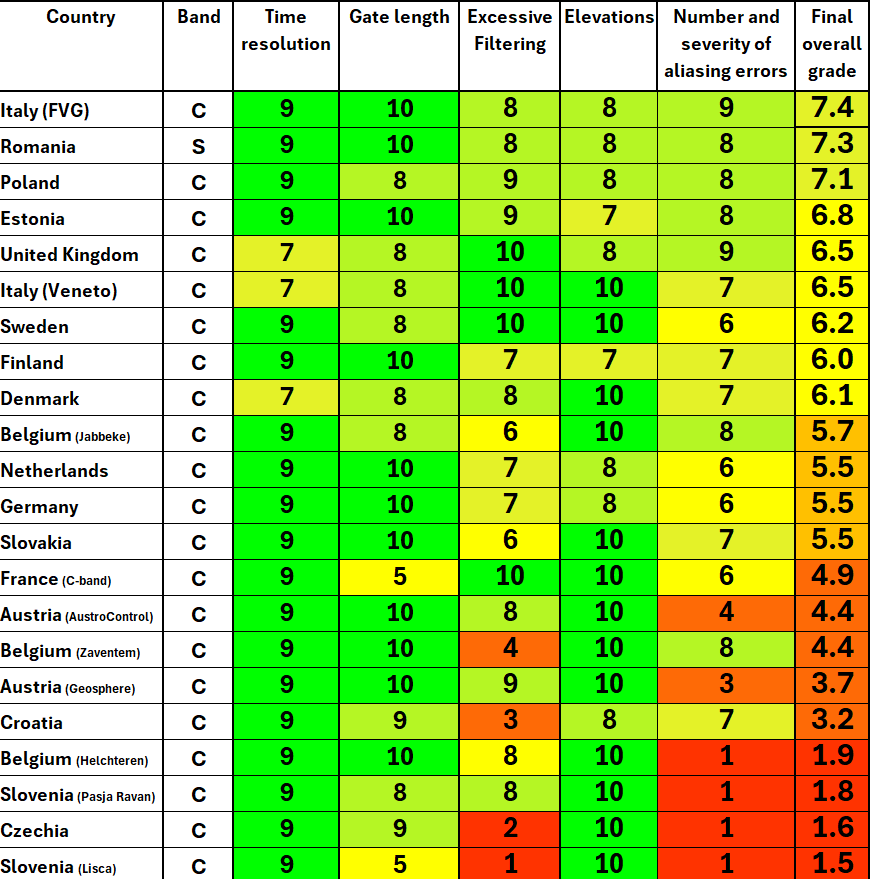 Country Band Time resolution Gate length Excessive Filtering Elevations Number and severity of aliasing errors Final overall grade
Italy (FVG) C 9 10 8 8 9 7.4
Romania S 9 10 8 8 8 7.3
Poland C 9 8 9 8 8 7.1
Estonia C 9 10 9 7 8 6.8
United Kingdom C 7 8 10 8 9 6.5
Italy (Veneto) C 7 8 10 10 7 6.5
Sweden C 9 8 10 10 6 6.2
Finland C 9 10 7 7 7 6.0
Denmark C 7 8 8 10 7 6.1
Belgium (Jabbeke) C 9 8 6 10 8 5.7
Netherlands C 9 10 7 8 6 5.5
Germany C 9 10 7 8 6 5.5
Slovakia C 9 10 6 10 7 5.5
France (C-band) C 9 5 10 10 6 4.9
Austria (AustroControl) C 9 10 8 10 4 4.4
Belgium (Zaventem) C 9 10 4 10 8 4.4
Austria (Geosphere) C 9 10 9 10 3 3.7
Croatia C 9 9 3 8 7 3.2
Belgium (Helchteren) C 9 10 8 10 1 1.9
Slovenia (Pasja Ravan) C 9 8 8 10 1 1.8
Czechia C 9 9 2 10 1 1.6
Slovenia (Lisca) C 9 5 1 10 1 1.5